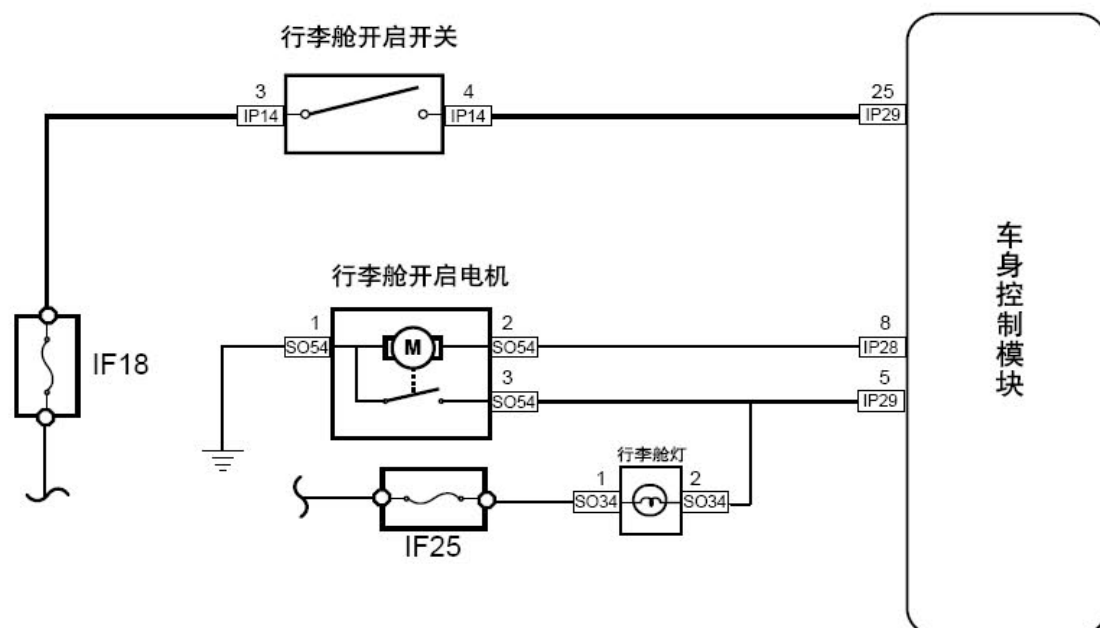 行李舱开启开关
3
4
25
IP14
IP14
IP29
车身控制模块
行李舱开启电机
1
2
8
SO54
M
SO54
IP28
IF18
3
5
SO54
IP29
行李舱灯
1
2
SO34
SO34
IF25